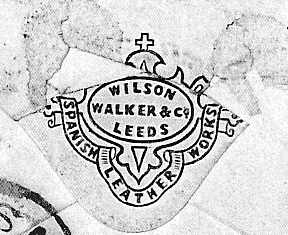 WILSON
WALKER & Co
LEEDS
SPANISH LEATHER WORKS